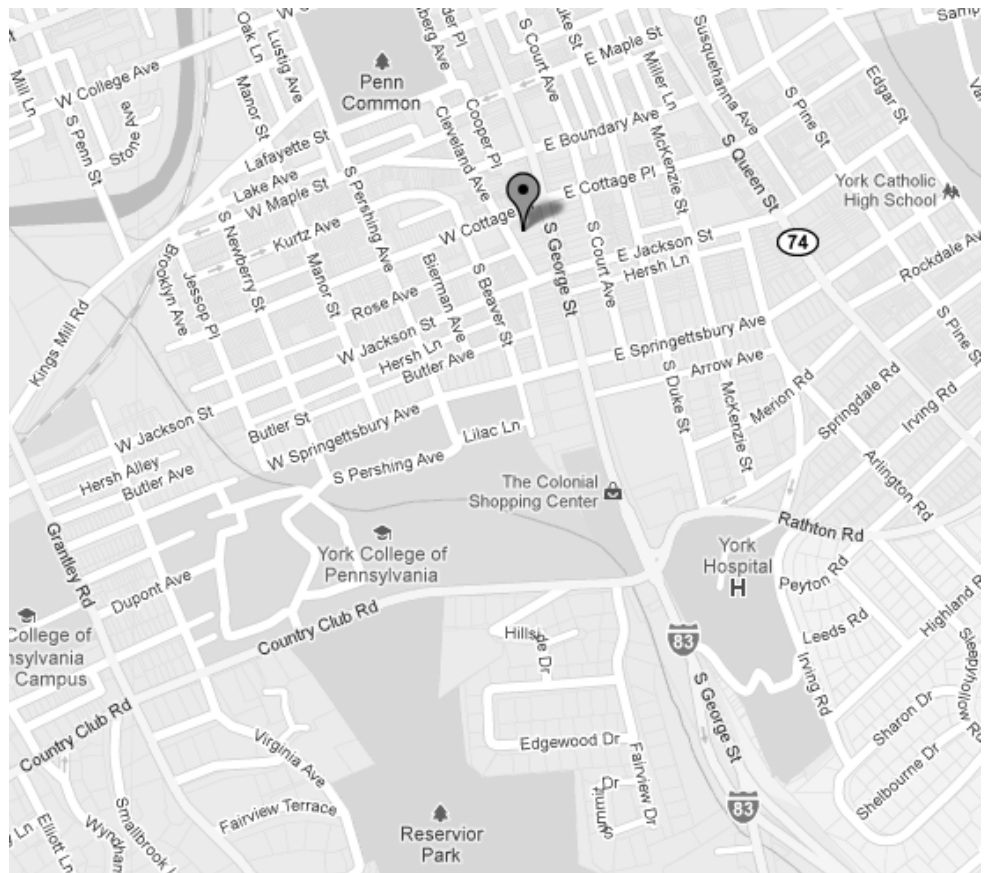 W College Ave
Mill Ln
S Penn St
Stone Ave
Oak Ln
Lustig Ave
Manor St
Penn
Common
Cleveland Ave
Cooper Pl
S Court Ave
E Maple St
Miller Ln
Susquehanna Ave
S Pine St
Edgar St
Lafayette St
Lake Ave
W Maple St
S Pershing Ave
E Boundary Ave
McKenzie St
S Queen St
York Catholic
High School
E Cottage Pl
W Cottage
Kurtz Ave
S Newberry St
Manor St
Brooklyn Ave
Jessop Pl
Kings Mill Rd
Rose Ave
Bierman Ave
S Beaver St
S George St
S Court Ave
E Jackson St
Hersh Ln
74
Rockdale Ave
S Pine St
W Jackson St
Hersh Ln
Butler Ave
E Springettsbury Ave
Arrow Ave
S Duke St
McKenzie St
Merion Rd
Springdale Rd
Irving Rd
Arlington Rd
W Jackson St
Butler St
W Springettsbury Ave
Lilac Ln
Hersh Alley
Butler Ave
S Pershing Ave
The Colonial
Shopping Center
Grantley Rd
York College of
Pennsylvania
Rathton Rd
York
Hospital
H
Peyton Rd
Dupont Ave
College of
nsylvania
Campus
Country Club Rd
Hillside Dr
83
Leeds Rd
Highland R
Irving Rd
Sleepyhollow Rd
S George St
Sharon Dr
Shelbourne Dr
Country Club Rd
Virginia Ave
Edgewood Dr
Fairview Dr
Dr
83
Fairview Terrace
Smallbrook
Wyndham
Elliott Ln
Reservior
Park